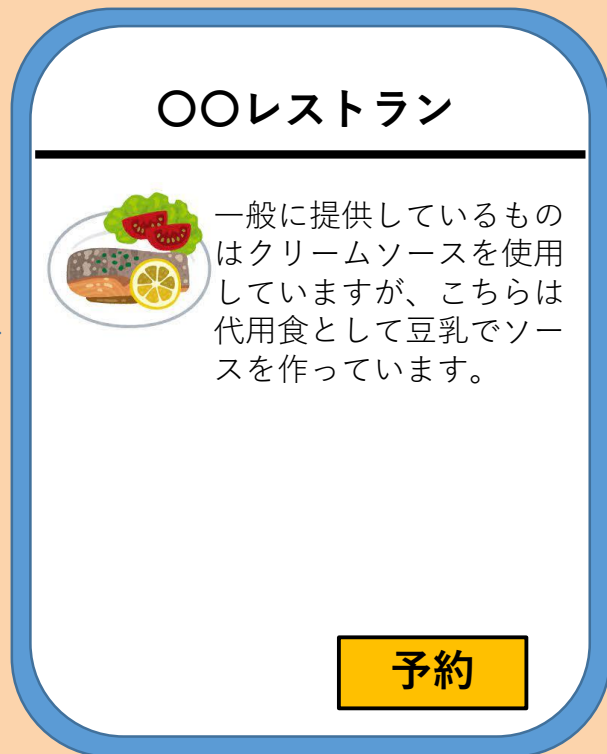 〇〇レストラン
一般に提供しているもの
はクリームソースを使用
していますが、こちらは
代用食として豆乳でソー
スを作っています。
予約